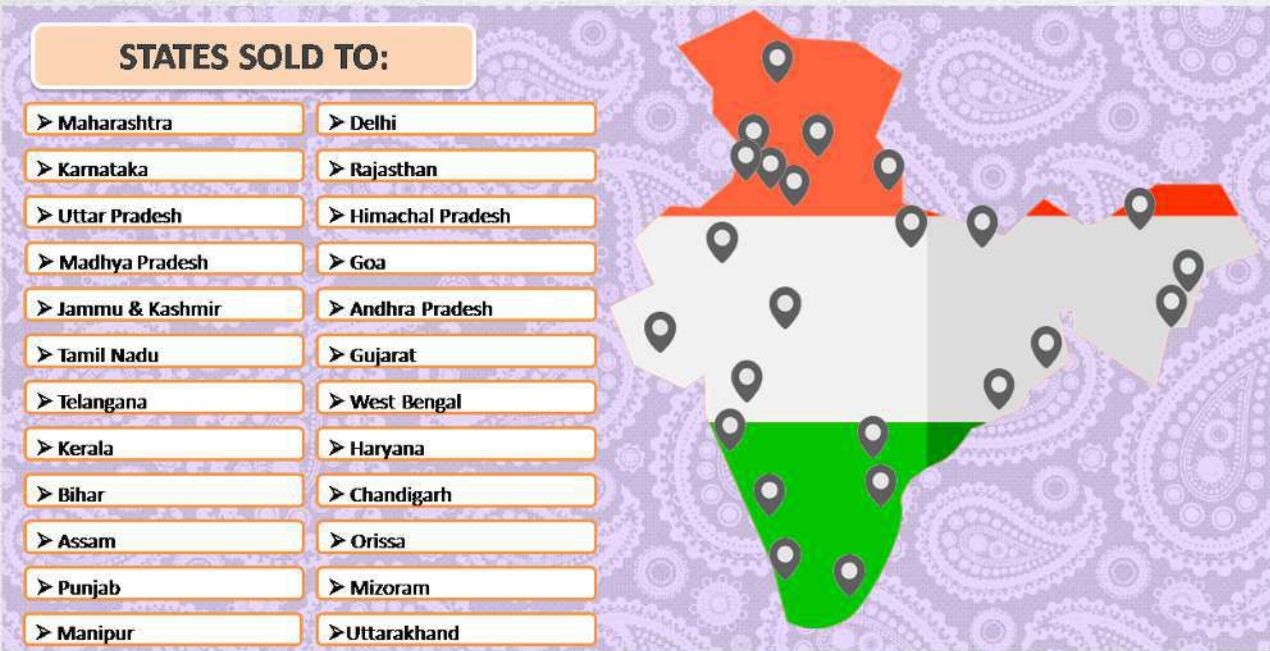 STATES SOLD TO:
➢ Maharashtra
➢ Karnataka
➢ Uttar Pradesh
➢ Madhya Pradesh
➢ Jammu & Kashmir
➢ Tamil Nadu
➢ Telangana
➢ Kerala
➢ Bihar
➢ Assam
➢ Punjab
➢ Manipur
➢ Delhi
➢ Rajasthan
➢ Himachal Pradesh
➢ Goa
➢ Andhra Pradesh
➢ Gujarat
➢ West Bengal
➢ Haryana
➢ Chandigarh
➢ Orissa
➢ Mizoram
➢Uttarakhand